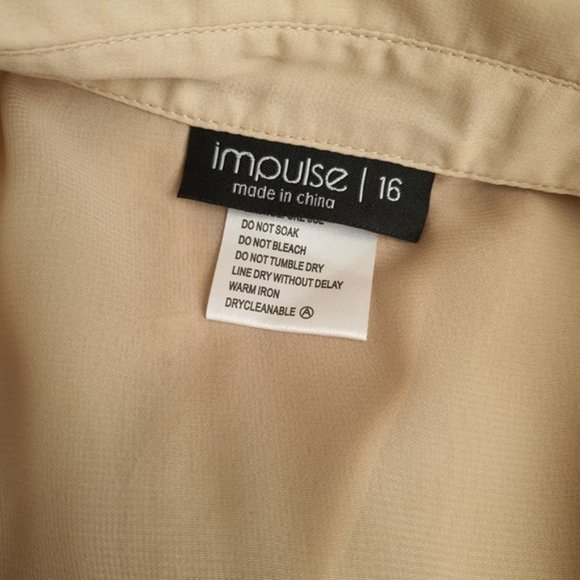 impulse | 16
made in china
DO NOT SOAK
DO NOT BLEACH
DO NOT TUMBLE DRY
LINE DRY WITHOUT DELAY
WARM IRON
DRYCLEANABLE Ⓐ